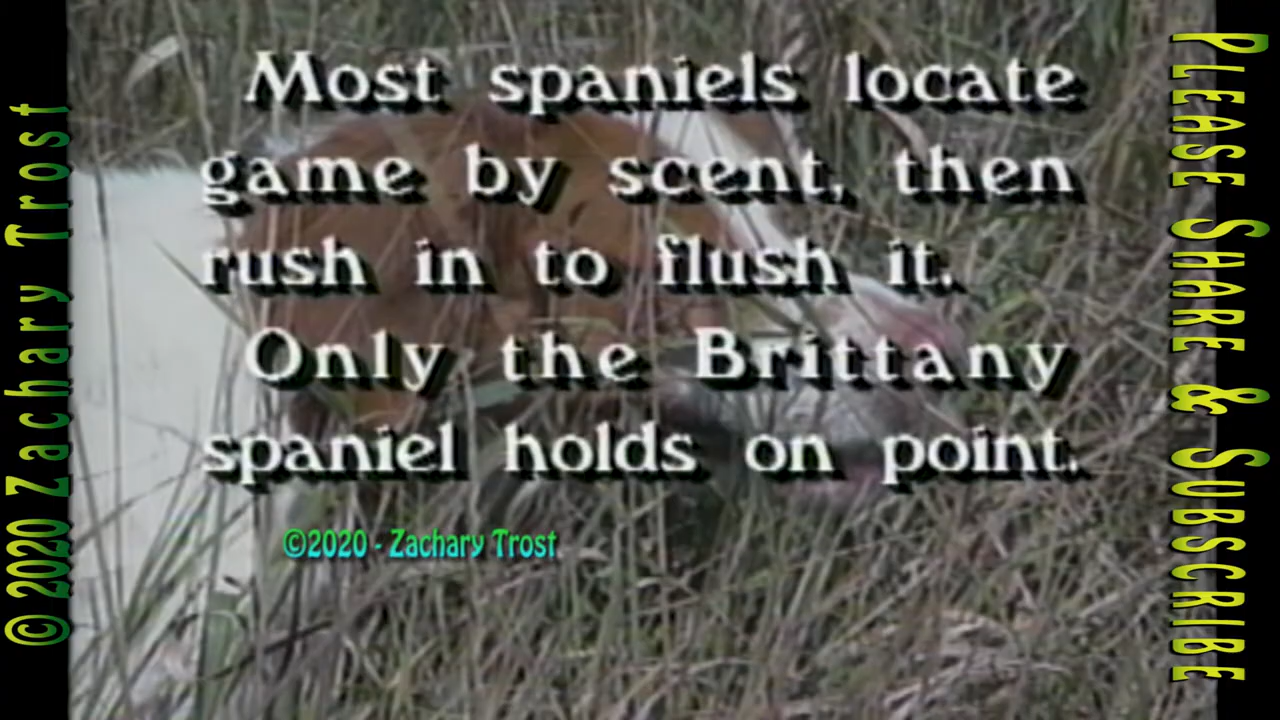 Most spaniels locate
game by scent, then
rush in to flush it.
Only the Brittany
spaniel holds on point.
©2020 - Zachary Trost
© 2020 Zachary Trost
Please Share & Subscribe